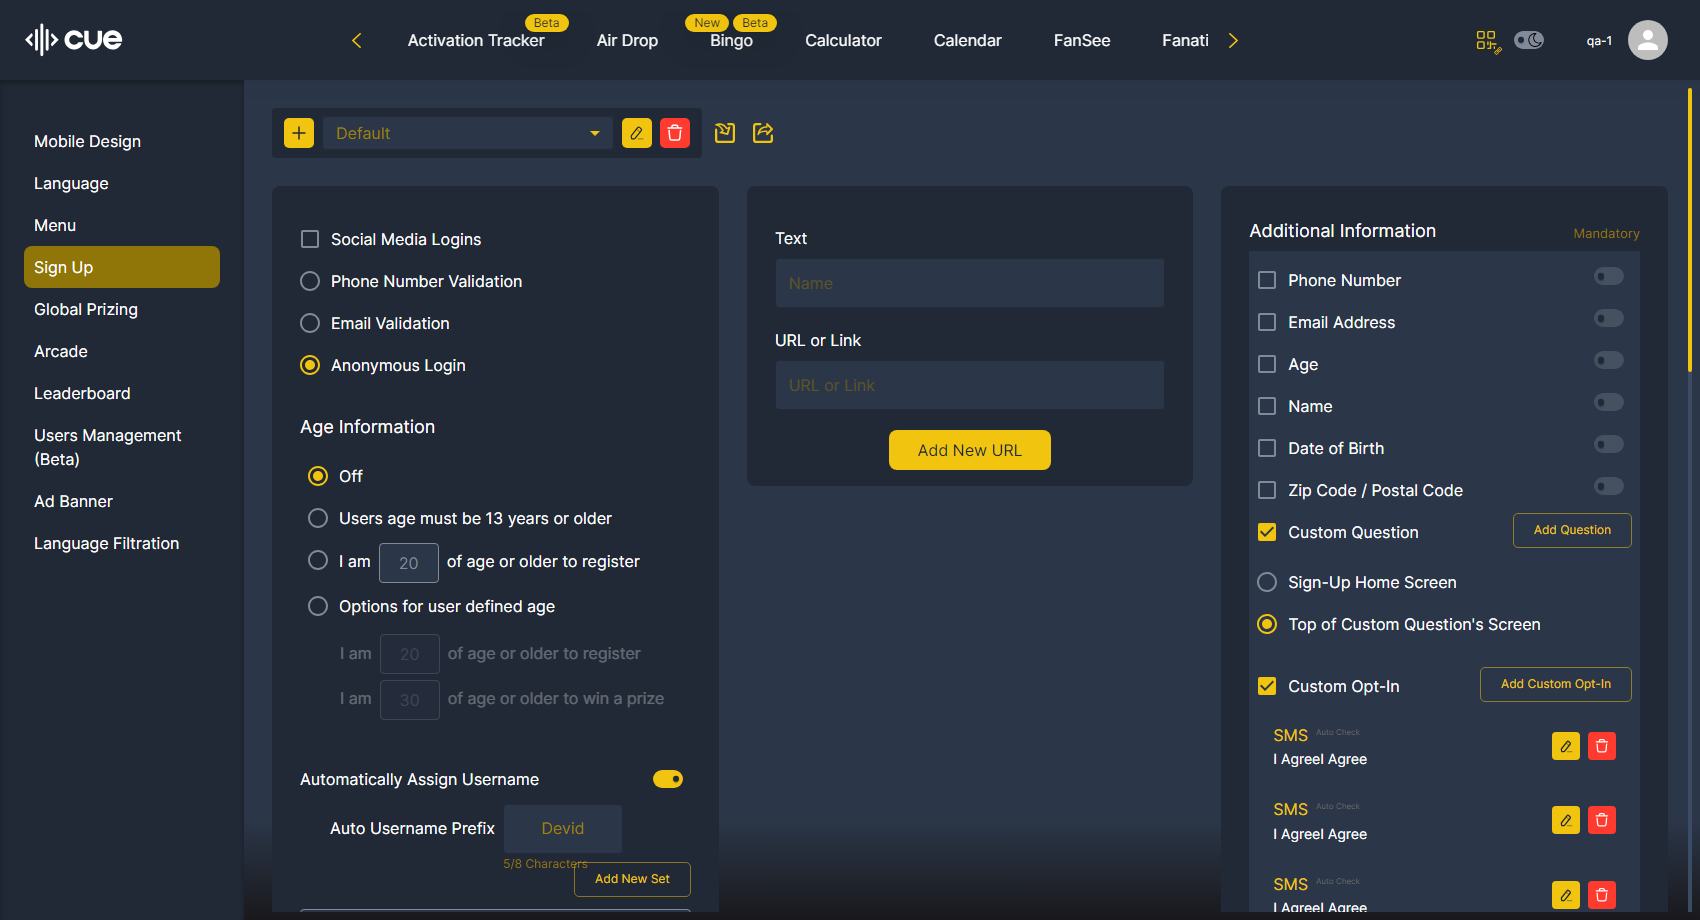 cue
Activation Tracker
Beta
Air Drop
New
Beta
Bingo
Calculator
Calendar
FanSee
Fanati
qa-1
Mobile Design
Language
Menu
Sign Up
Global Prizing
Arcade
Leaderboard
Users Management
(Beta)
Ad Banner
Language Filtration
Default
Social Media Logins
Phone Number Validation
Email Validation
Anonymous Login
Age Information
Off
Users age must be 13 years or older
I am 20 of age or older to register
Options for user defined age
I am 20 of age or older to register
I am 30 of age or older to win a prize
Automatically Assign Username
Auto Username Prefix Devid
5/8 Characters
Add New Set
Text
Name
URL or Link
URL or Link
Add New URL
Additional Information Mandatory
Phone Number
Email Address
Age
Name
Date of Birth
Zip Code / Postal Code
Custom Question Add Question
Sign-Up Home Screen
Top of Custom Question's Screen
Custom Opt-In Add Custom Opt-In
SMS Auto Check
I AgreeI Agree
SMS Auto Check
I AgreeI Agree
SMS Auto Check
I AgreeI Agree